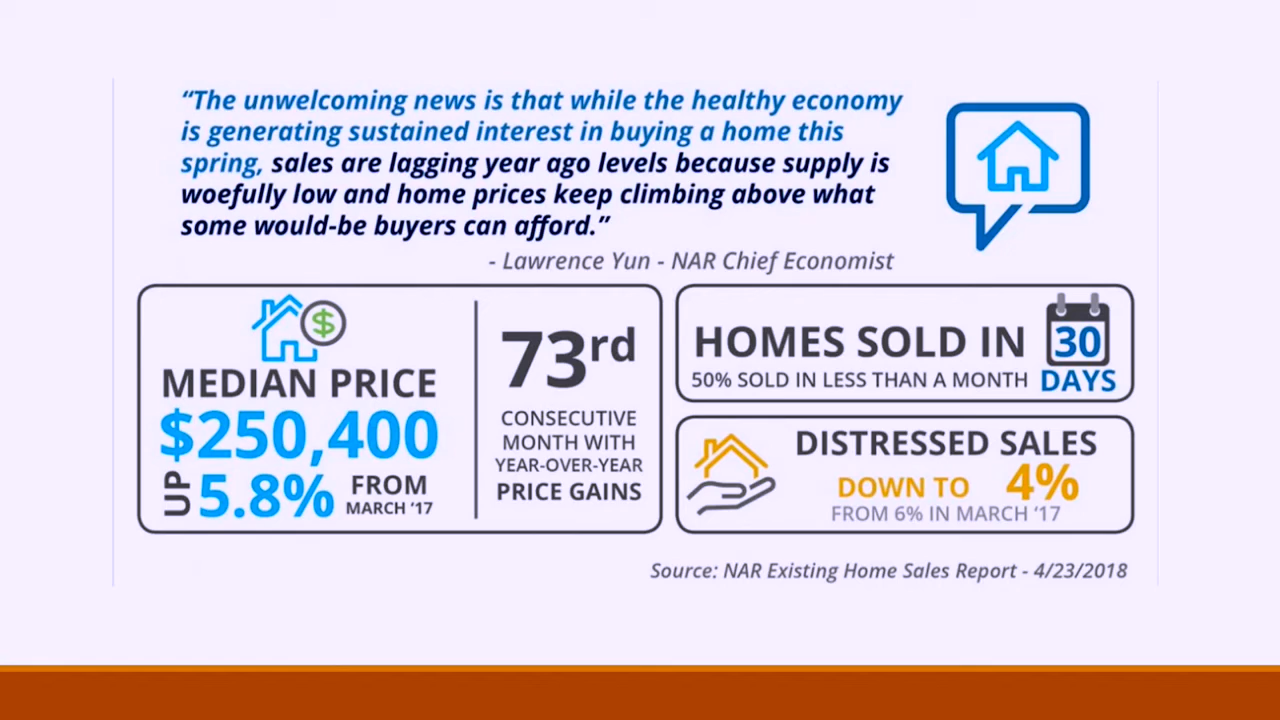 “The unwelcoming news is that while the healthy economy
is generating sustained interest in buying a home this
spring, sales are lagging year ago levels because supply is
woefully low and home prices keep climbing above what
some would-be buyers can afford.”
- Lawrence Yun - NAR Chief Economist
$
MEDIAN PRICE
$250,400
UP 5.8% FROM
MARCH ‘17
73rd
CONSECUTIVE
MONTH WITH
YEAR-OVER-YEAR
PRICE GAINS
HOMES SOLD IN 30
50% SOLD IN LESS THAN A MONTH DAYS
DISTRESSED SALES
DOWN TO 4%
FROM 6% IN MARCH ‘17
Source: NAR Existing Home Sales Report - 4/23/2018